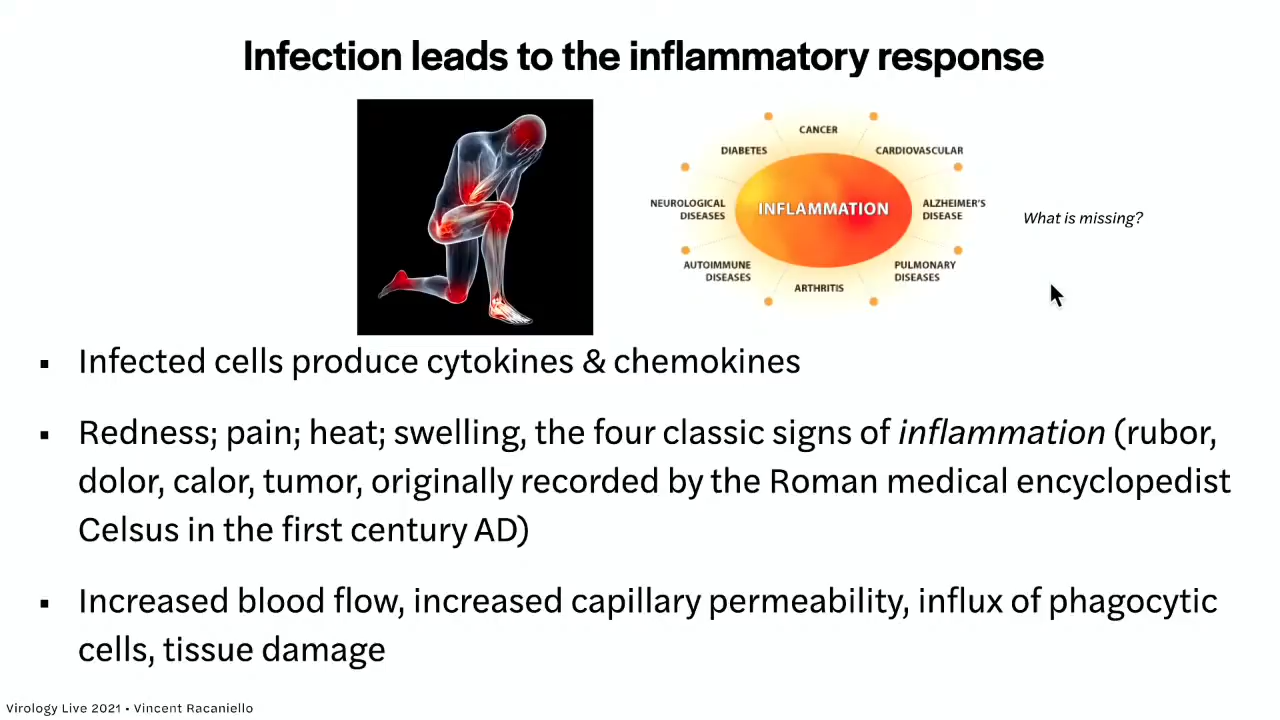 Infection leads to the inflammatory response
CANCER
DIABETES
CARDIOVASCULAR
NEUROLOGICAL
DISEASES
INFLAMMATION
ALZHEIMER'S
DISEASE
What is missing?
AUTOIMMUNE
DISEASES
PULMONARY
DISEASES
ARTHRITIS
▪ Infected cells produce cytokines & chemokines
▪ Redness; pain; heat; swelling, the four classic signs of inflammation (rubor,
dolor, calor, tumor, originally recorded by the Roman medical encyclopedist
Celsus in the first century AD)
▪ Increased blood flow, increased capillary permeability, influx of phagocytic
cells, tissue damage
Virology Live 2021 • Vincent Racaniello